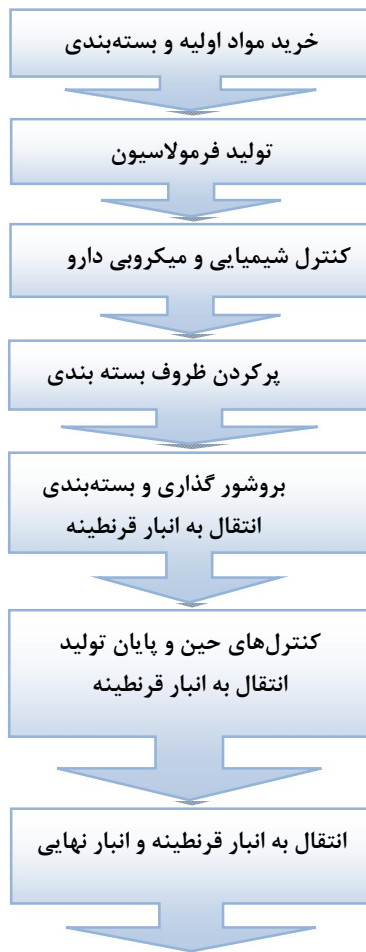 خرید مواد اولیه و بسته‌بندی
تولید فرمولاسیون
کنترل شیمیایی و میکروبی دارو
پرکردن ظروف بسته بندی
بروشور گذاری و بسته‌بندی
انتقال به انبار قرنطینه
کنترل‌های حین و پایان تولید
انتقال به انبار قرنطینه
انتقال به انبار قرنطینه و انبار نهایی